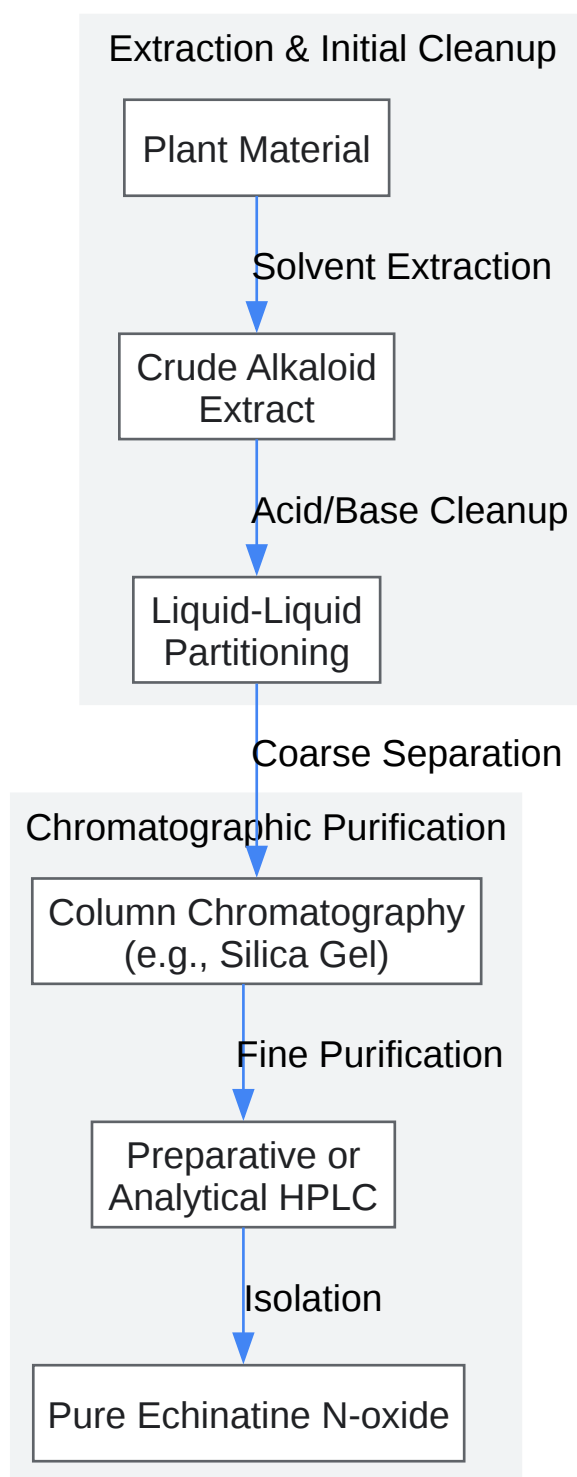 Extraction & Initial Cleanup
Plant Material
Solvent Extraction
Crude Alkaloid
Extract
Acid/Base Cleanup
Liquid-Liquid
Partitioning
Coarse Separation
Chromatographic Purification
Column Chromatography
(e.g., Silica Gel)
Fine Purification
Preparative or
Analytical HPLC
Isolation
Pure Echinatine N-oxide